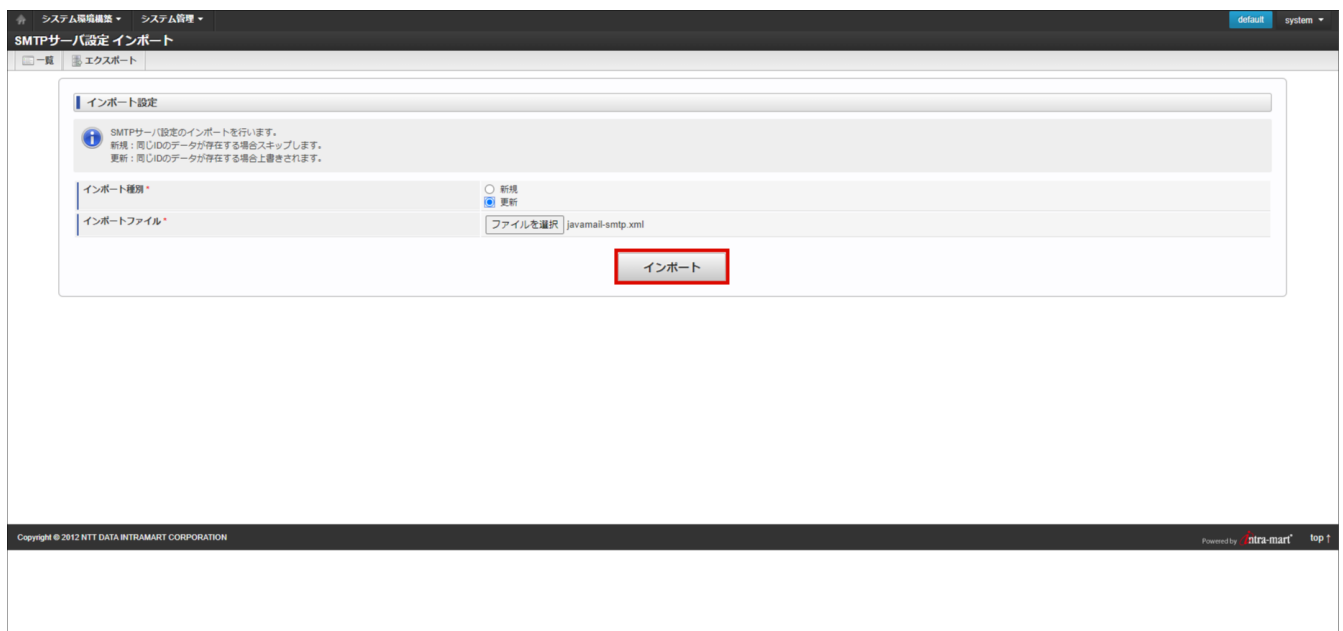 システム環境構築 ▾ システム管理 ▾ default system ▾
SMTPサーバ設定 インポート
一覧 エクスポート
インポート設定
SMTPサーバ設定のインポートを行います。
新規：同じIDのデータが存在する場合スキップします。
更新：同じIDのデータが存在する場合上書きされます。
インポート種別 *
新規
更新
インポートファイル *
ファイルを選択 javamail-smtp.xml
インポート
Copyright © 2012 NTT DATA INTRAMART CORPORATION Powered by intra-mart® top ↑